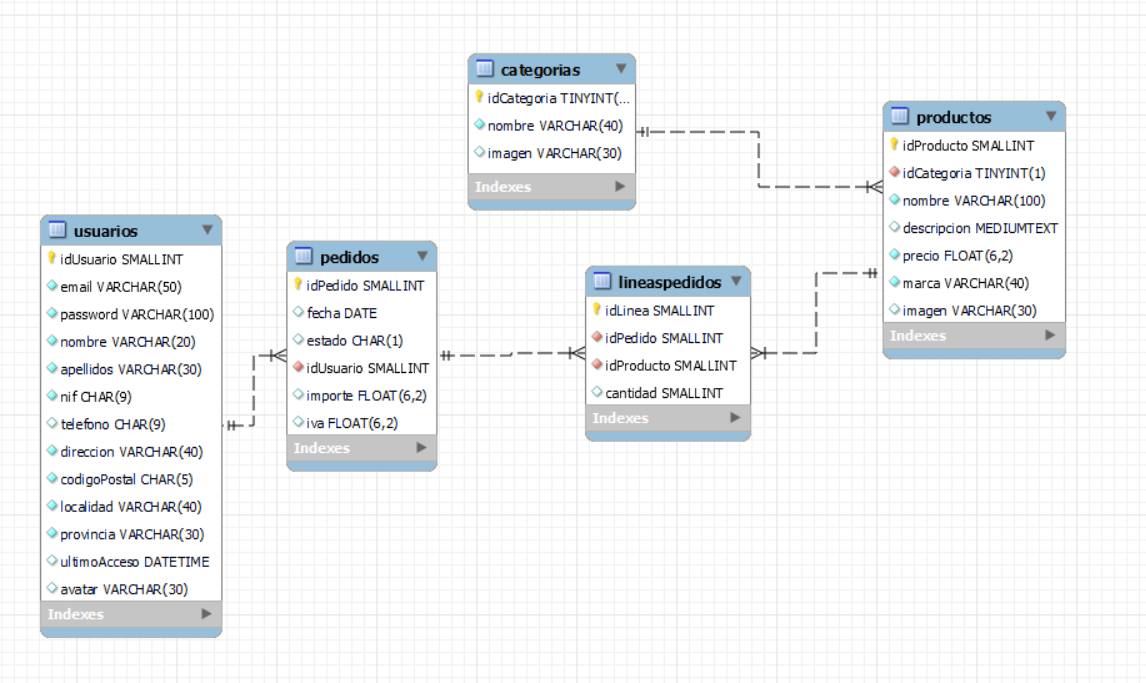 categorias
idCategoria TINYINT(...
nombre VARCHAR(40)
imagen VARCHAR(30)
Indexes
productos
idProducto SMALLINT
idCategoria TINYINT(1)
nombre VARCHAR(100)
descripcion MEDIUMTEXT
precio FLOAT(6,2)
marca VARCHAR(40)
imagen VARCHAR(30)
Indexes
usuarios
idUsuario SMALLINT
email VARCHAR(50)
password VARCHAR(100)
nombre VARCHAR(20)
apellidos VARCHAR(30)
nif CHAR(9)
telefono CHAR(9)
direccion VARCHAR(40)
codigoPostal CHAR(5)
localidad VARCHAR(40)
provincia VARCHAR(30)
ultimoAcceso DATETIME
avatar VARCHAR(30)
Indexes
pedidos
idPedido SMALLINT
fecha DATE
estado CHAR(1)
idUsuario SMALLINT
importe FLOAT(6,2)
iva FLOAT(6,2)
Indexes
lineaspedidos
idLinea SMALLINT
idPedido SMALLINT
idProducto SMALLINT
cantidad SMALLINT
Indexes